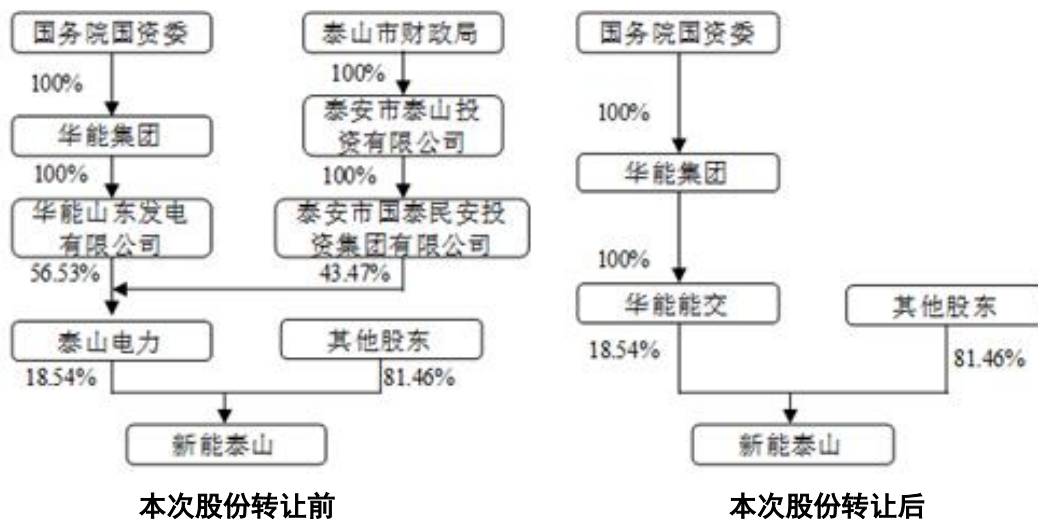 国务院国资委
100%
华能集团
100%
华能山东发电
有限公司
56.53%
泰山市财政局
100%
泰安市泰山投
资有限公司
100%
泰安市国泰民安投
资集团有限公司
43.47%
泰山电力
18.54%
其他股东
81.46%
新能泰山
本次股份转让前
国务院国资委
100%
华能集团
100%
华能能交
18.54%
其他股东
81.46%
新能泰山
本次股份转让后